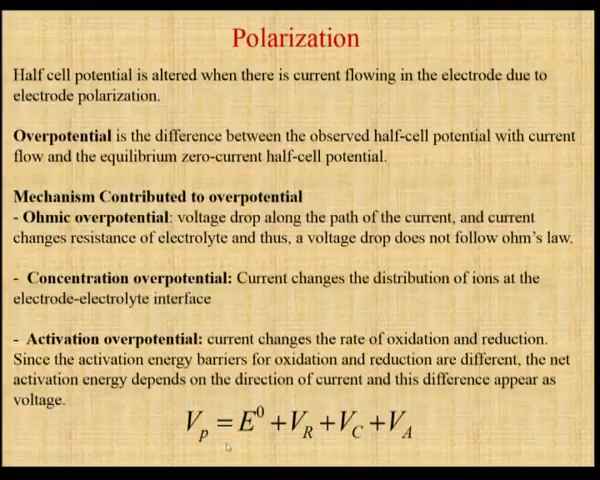 Polarization
Half cell potential is altered when there is current flowing in the electrode due to
electrode polarization.
Overpotential is the difference between the observed half-cell potential with current
flow and the equilibrium zero-current half-cell potential.
Mechanism Contributed to overpotential
- Ohmic overpotential: voltage drop along the path of the current, and current
changes resistance of electrolyte and thus, a voltage drop does not follow ohm's law.
- Concentration overpotential: Current changes the distribution of ions at the
electrode-electrolyte interface
- Activation overpotential: current changes the rate of oxidation and reduction.
Since the activation energy barriers for oxidation and reduction are different, the net
activation energy depends on the direction of current and this difference appear as
voltage.
V_p = E^0 + V_R + V_C + V_A